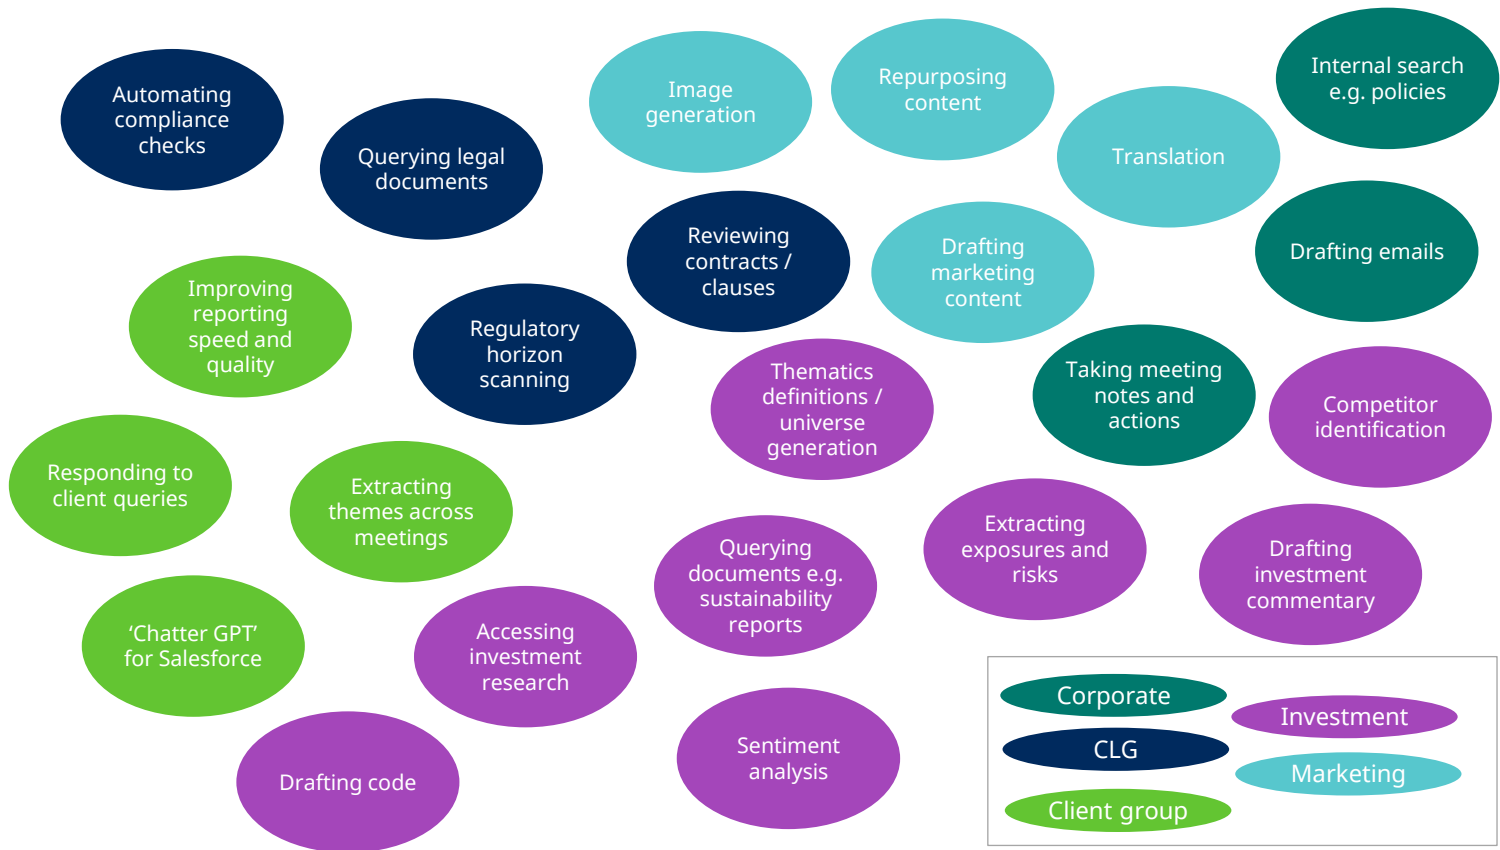 Automating
compliance
checks
Querying legal
documents
Image
generation
Repurposing
content
Translation
Internal search
e.g. policies
Reviewing
contracts /
clauses
Drafting
marketing
content
Drafting emails
Improving
reporting
speed and
quality
Regulatory
horizon
scanning
Thematics
definitions /
universe
generation
Taking meeting
notes and
actions
Competitor
identification
Responding to
client queries
Extracting
themes across
meetings
Querying
documents e.g.
sustainability
reports
Extracting
exposures and
risks
Drafting
investment
commentary
‘Chatter GPT’
for Salesforce
Accessing
investment
research
Drafting code
Sentiment
analysis
Corporate
CLG
Client group
Investment
Marketing